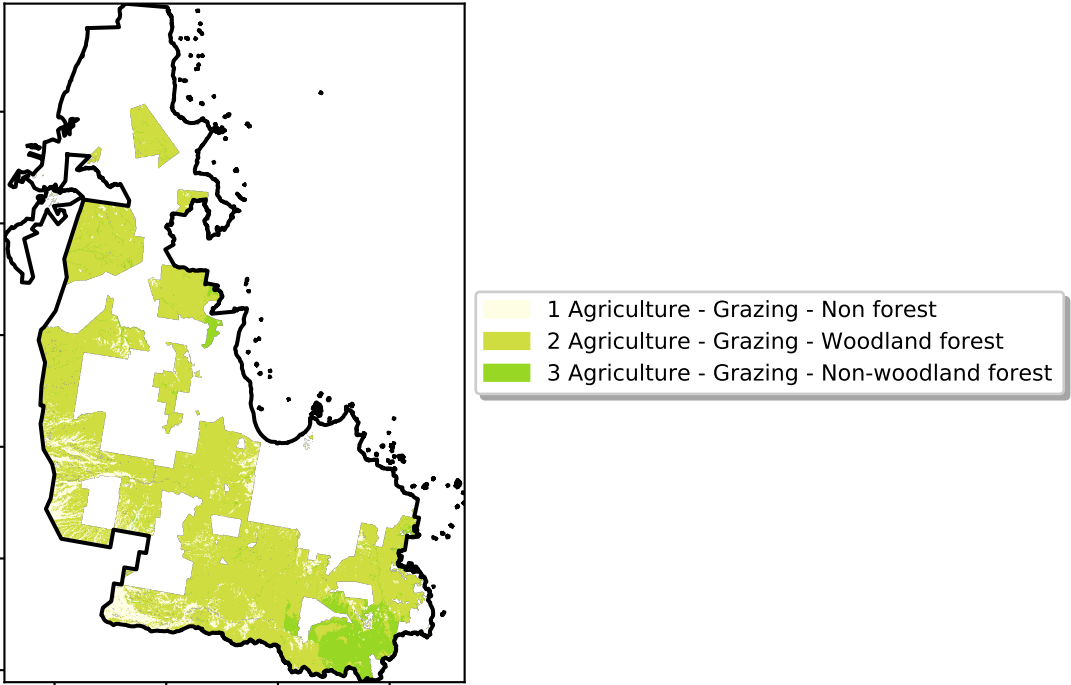 1 Agriculture - Grazing - Non forest
2 Agriculture - Grazing - Woodland forest
3 Agriculture - Grazing - Non-woodland forest